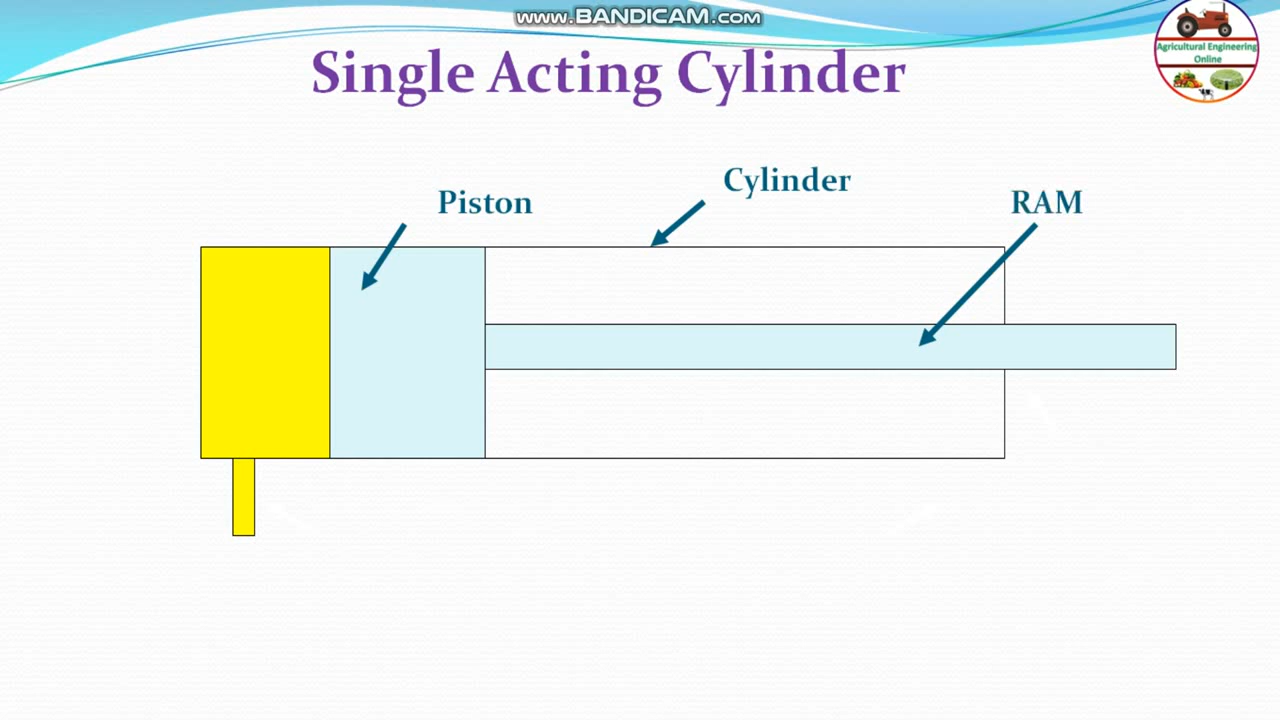 www.BANDICAM.com
Single Acting Cylinder
Agricultural Engineering
Online
Cylinder
Piston
RAM